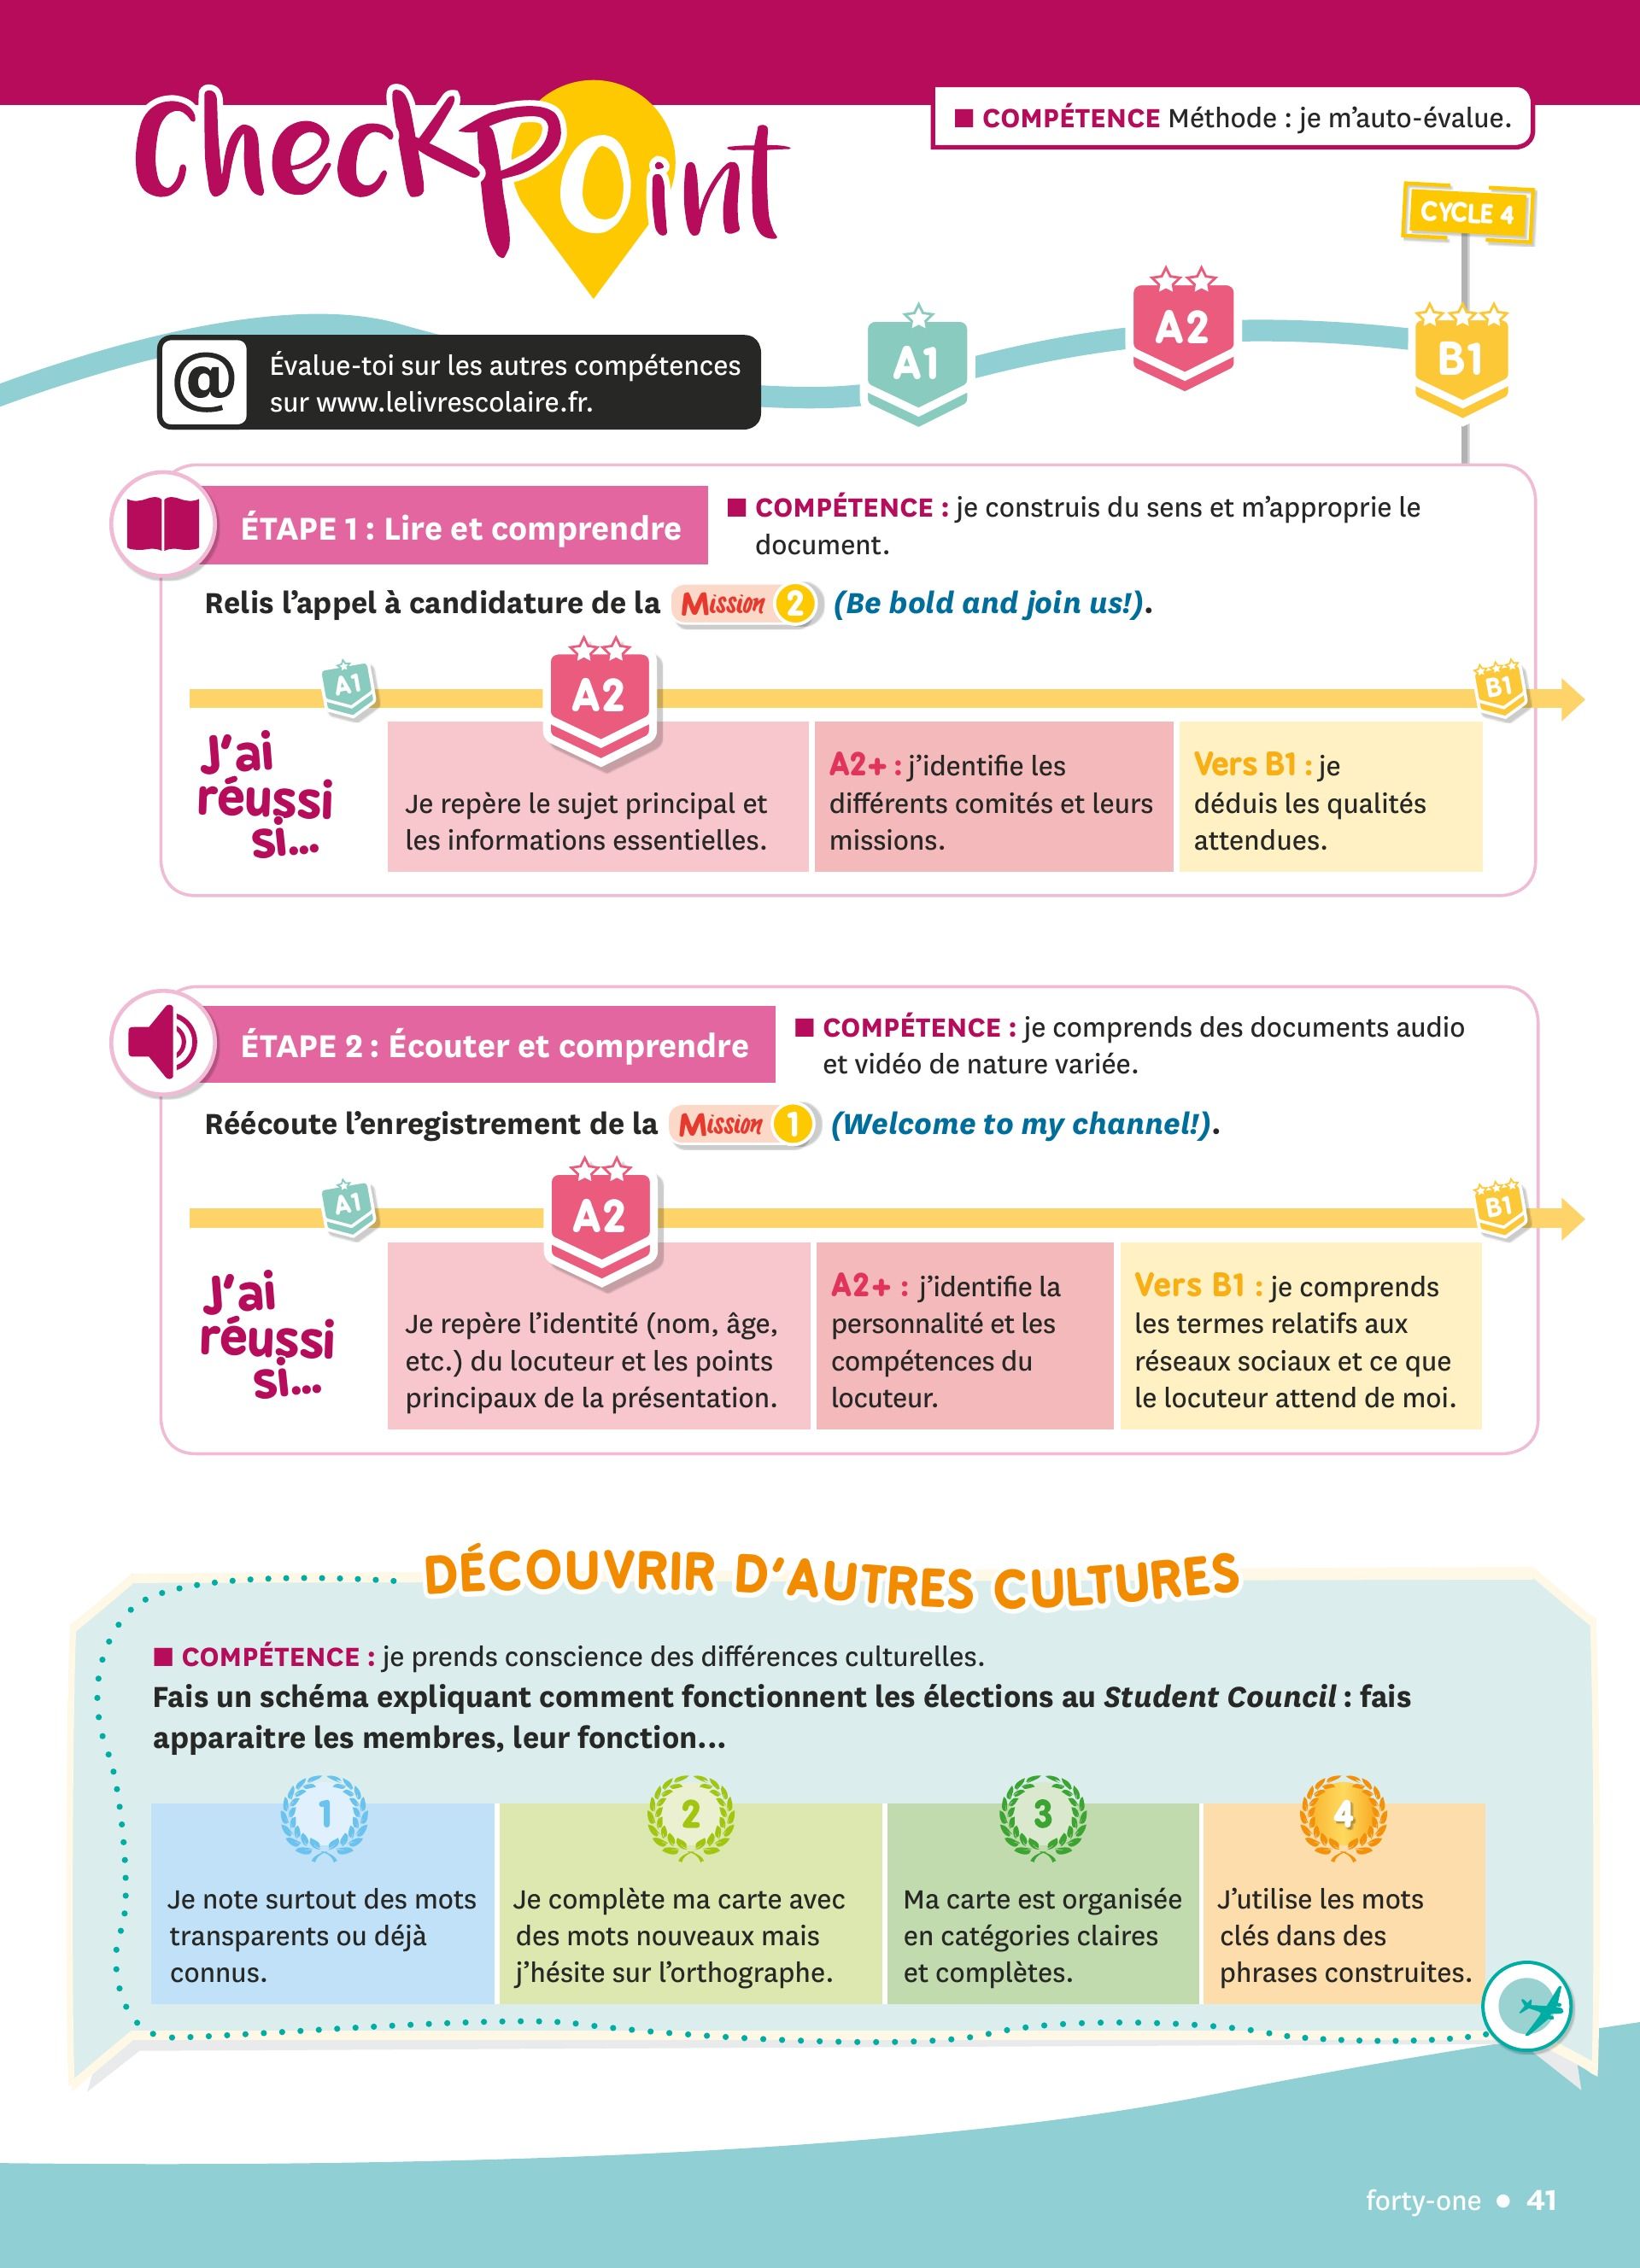 CheckPoint
■ COMPÉTENCE Méthode : je m'auto-évalue.
CYCLE 4
A1
A2
B1
@
Évalue-toi sur les autres compétences
sur www.lelivrescolaire.fr.
ÉTAPE 1 : Lire et comprendre
■ COMPÉTENCE : je construis du sens et m'approprie le
document.
Relis l'appel à candidature de la Mission 2 (Be bold and join us!).
A1
A2
B1
J'ai
réussi
si...
Je repère le sujet principal et
les informations essentielles.
A2+ : j'identifie les
différents comités et leurs
missions.
Vers B1 : je
déduis les qualités
attendues.
ÉTAPE 2 : Écouter et comprendre
■ COMPÉTENCE : je comprends des documents audio
et vidéo de nature variée.
Réécoute l'enregistrement de la Mission 1 (Welcome to my channel!).
A1
A2
B1
J'ai
réussi
si...
Je repère l'identité (nom, âge,
etc.) du locuteur et les points
principaux de la présentation.
A2+ : j'identifie la
personnalité et les
compétences du
locuteur.
Vers B1 : je comprends
les termes relatifs aux
réseaux sociaux et ce que
le locuteur attend de moi.
DÉCOUVRIR D'AUTRES CULTURES
■ COMPÉTENCE : je prends conscience des différences culturelles.
Fais un schéma expliquant comment fonctionnent les élections au Student Council : fais
apparaitre les membres, leur fonction...
1
Je note surtout des mots
transparents ou déjà
connus.
2
Je complète ma carte avec
des mots nouveaux mais
j'hésite sur l'orthographe.
3
Ma carte est organisée
en catégories claires
et complètes.
4
J'utilise les mots
clés dans des
phrases construites.
forty-one • 41